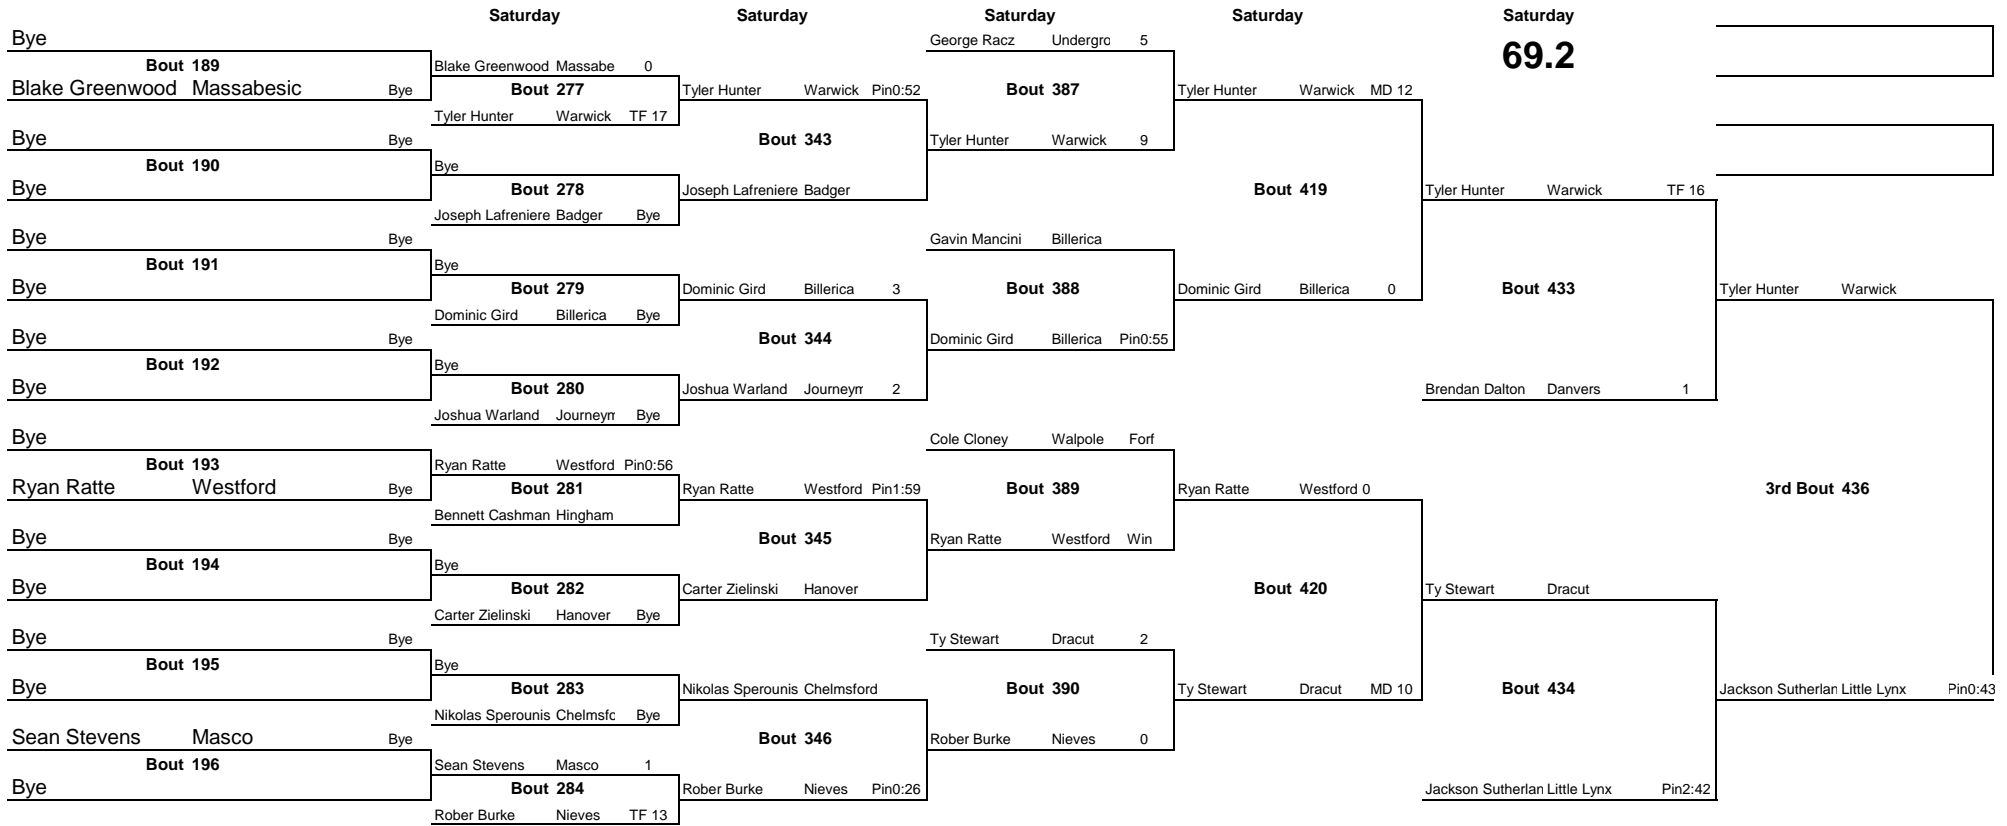 Saturday Saturday Saturday Saturday Saturday
Bye George Racz Undergro 5
69.2
Bout 189 Blake Greenwood Massabe 0
Blake Greenwood Massabesic Bye Bout 277 Tyler Hunter Warwick Pin0:52 Bout 387 Tyler Hunter Warwick MD 12
Tyler Hunter Warwick TF 17
Bye Bye Bout 343 Tyler Hunter Warwick 9
Bout 190 Bye
Bye Bout 278 Joseph Lafreniere Badger Bout 419 Tyler Hunter Warwick TF 16
Joseph Lafreniere Badger Bye
Bye Bye Gavin Mancini Billerica
Bout 191 Bye
Bye Bout 279 Dominic Gird Billerica 3 Bout 388 Dominic Gird Billerica 0 Bout 433 Tyler Hunter Warwick
Dominic Gird Billerica Bye
Bye Bye Bout 344 Dominic Gird Billerica Pin0:55
Bout 192 Bye
Bye Bout 280 Joshua Warland Journeym 2 Brendan Dalton Danvers 1
Joshua Warland Journeym Bye
Bye Cole Cloney Walpole Forf
Bout 193 Ryan Ratte Westford Pin0:56
Ryan Ratte Westford Bye Bout 281 Ryan Ratte Westford Pin1:59 Bout 389 Ryan Ratte Westford 0 3rd Bout 436
Bennett Cashman Hingham
Bye Bye Bout 345 Ryan Ratte Westford Win
Bout 194 Bye
Bye Bout 282 Carter Zielinski Hanover Bout 420 Ty Stewart Dracut
Carter Zielinski Hanover Bye
Bye Bye Ty Stewart Dracut 2
Bout 195 Bye
Bye Bout 283 Nikolas Sperounis Chelmsford Bout 390 Ty Stewart Dracut MD 10 Bout 434 Jackson Sutherlan Little Lynx Pin0:43
Nikolas Sperounis Chelmsfo Bye
Sean Stevens Masco Bye Bout 346 Rober Burke Nieves 0
Bout 196 Sean Stevens Masco 1
Bye Bout 284 Rober Burke Nieves Pin0:26 Jackson Sutherlan Little Lynx Pin2:42
Rober Burke Nieves TF 13